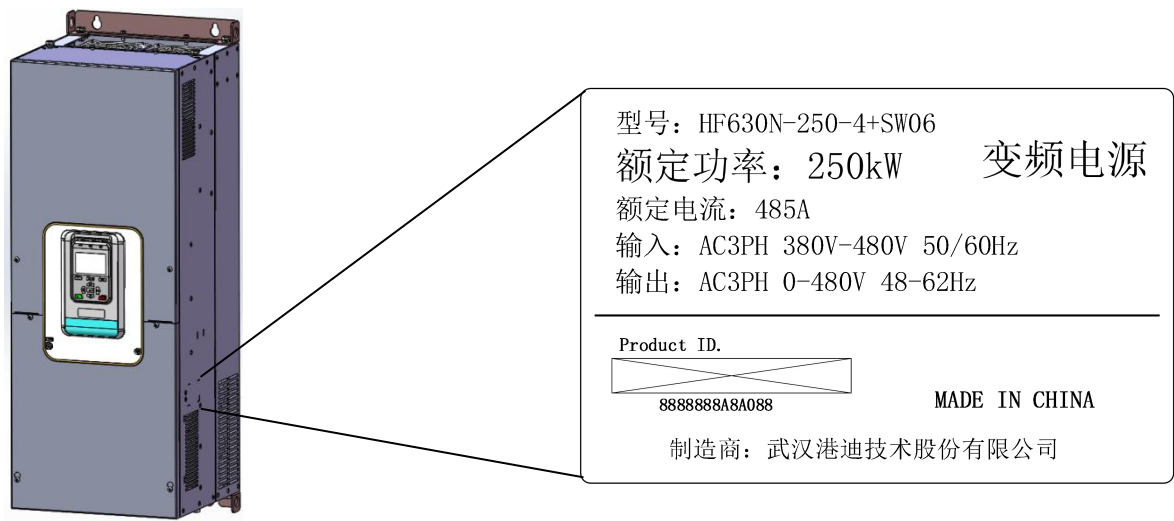 型号：HF630N-250-4+SW06
额定功率：250kW
变频电源
额定电流：485A
输入：AC3PH 380V-480V 50/60Hz
输出：AC3PH 0-480V 48-62Hz
Product ID.
8888888A8A088
MADE IN CHINA
制造商：武汉港迪技术股份有限公司